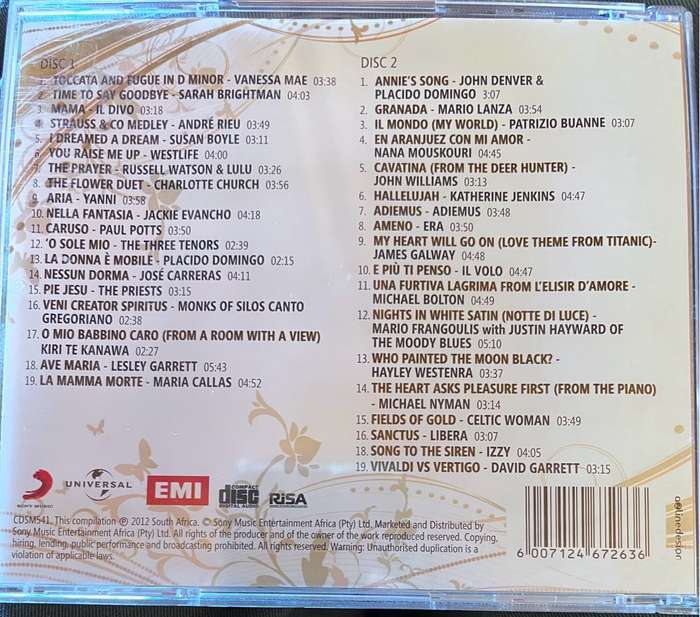 DISC 1
1. TOCCATA AND FUGUE IN D MINOR - VANESSA MAE 03:38
2. TIME TO SAY GOODBYE - SARAH BRIGHTMAN 04:03
3. MAMA - IL DIVO 03:18
4. STRAUSS & CO MEDLEY - ANDRÉ RIEU 03:49
5. I DREAMED A DREAM - SUSAN BOYLE 03:11
6. YOU RAISE ME UP - WESTLIFE 04:00
7. THE PRAYER - RUSSELL WATSON & LULU 03:26
8. THE FLOWER DUET - CHARLOTTE CHURCH 03:56
9. ARIA - YANNI 03:58
10. NELLA FANTASIA - JACKIE EVANCHO 04:18
11. CARUSO - PAUL POTTS 03:50
12. 'O SOLE MIO - THE THREE TENORS 02:39
13. LA DONNA È MOBILE - PLACIDO DOMINGO 02:15
14. NESSUN DORMA - JOSÉ CARRERAS 04:11
15. PIE JESU - THE PRIESTS 03:15
16. VENI CREATOR SPIRITUS - MONKS OF SILOS CANTO
GREGORIANO 02:38
17. O MIO BABBINO CARO (FROM A ROOM WITH A VIEW)
KIRI TE KANAWA 02:27
18. AVE MARIA - LESLEY GARRETT 05:43
19. LA MAMMA MORTE - MARIA CALLAS 04:52
DISC 2
1. ANNIE'S SONG - JOHN DENVER &
PLACIDO DOMINGO 3:07
2. GRANADA - MARIO LANZA 03:54
3. IL MONDO (MY WORLD) - PATRIZIO BUANNE 03:07
4. EN ARANJUEZ CON MI AMOR -
NANA MOUSKOURI 04:45
5. CAVATINA (FROM THE DEER HUNTER) -
JOHN WILLIAMS 03:13
6. HALLELUJAH - KATHERINE JENKINS 04:47
7. ADIEMUS - ADIEMUS 03:48
8. AMENO - ERA 03:50
9. MY HEART WILL GO ON (LOVE THEME FROM TITANIC)-
JAMES GALWAY 04:48
10. E PIÙ TI PENSO - IL VOLO 04:47
11. UNA FURTIVA LAGRIMA FROM L'ELISIR D'AMORE -
MICHAEL BOLTON 04:49
12. NIGHTS IN WHITE SATIN (NOTTE DI LUCE) -
MARIO FRANGOULIS with JUSTIN HAYWARD OF
THE MOODY BLUES 05:10
13. WHO PAINTED THE MOON BLACK? -
HAYLEY WESTENRA 03:37
14. THE HEART ASKS PLEASURE FIRST (FROM THE PIANO)
- MICHAEL NYMAN 03:14
15. FIELDS OF GOLD - CELTIC WOMAN 03:49
16. SANCTUS - LIBERA 03:07
18. SONG TO THE SIREN - IZZY 04:05
19. VIVALDI VS VERTIGO - DAVID GARRETT 03:15
SONY MUSIC
UNIVERSAL
EMI
COMPACT
disc
DIGITAL AUDIO
RiSA
CDSM541. This compilation ℗ 2012 South Africa. © Sony Music Entertainment Africa (Pty) Ltd. Marketed and Distributed by
Sony Music Entertainment Africa (Pty) Ltd. All rights of the producer and of the owner of the work reproduced reserved. Copying,
hiring, lending, public performance and broadcasting prohibited. All rights reserved. Warning: Unauthorised duplication is a
violation of applicable laws.
6 007124 672636